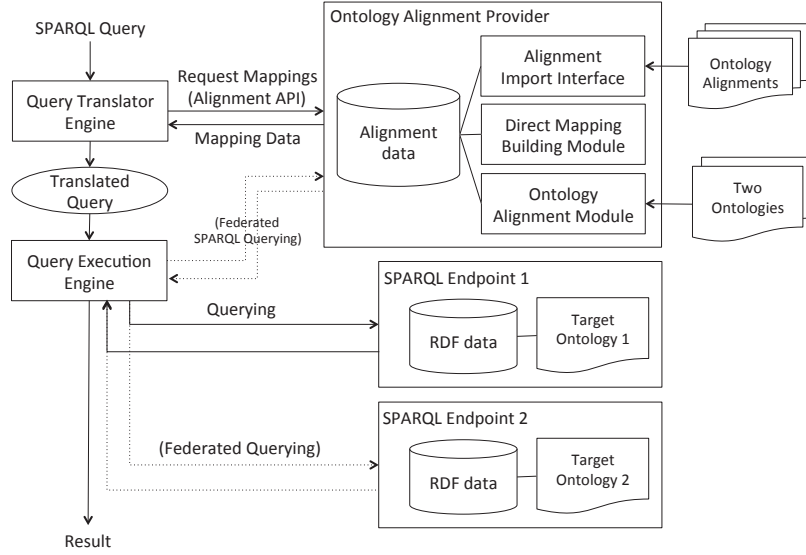 SPARQL Query
Query Translator
Engine
Translated
Query
Query Execution
Engine
Result
Request Mappings
(Alignment API)
Mapping Data
(Federated
SPARQL Querying)
Ontology Alignment Provider
Alignment
data
Alignment
Import Interface
Direct Mapping
Building Module
Ontology
Alignment Module
Ontology
Alignments
Two
Ontologies
Querying
SPARQL Endpoint 1
RDF data
Target
Ontology 1
(Federated Querying)
SPARQL Endpoint 2
RDF data
Target
Ontology 2